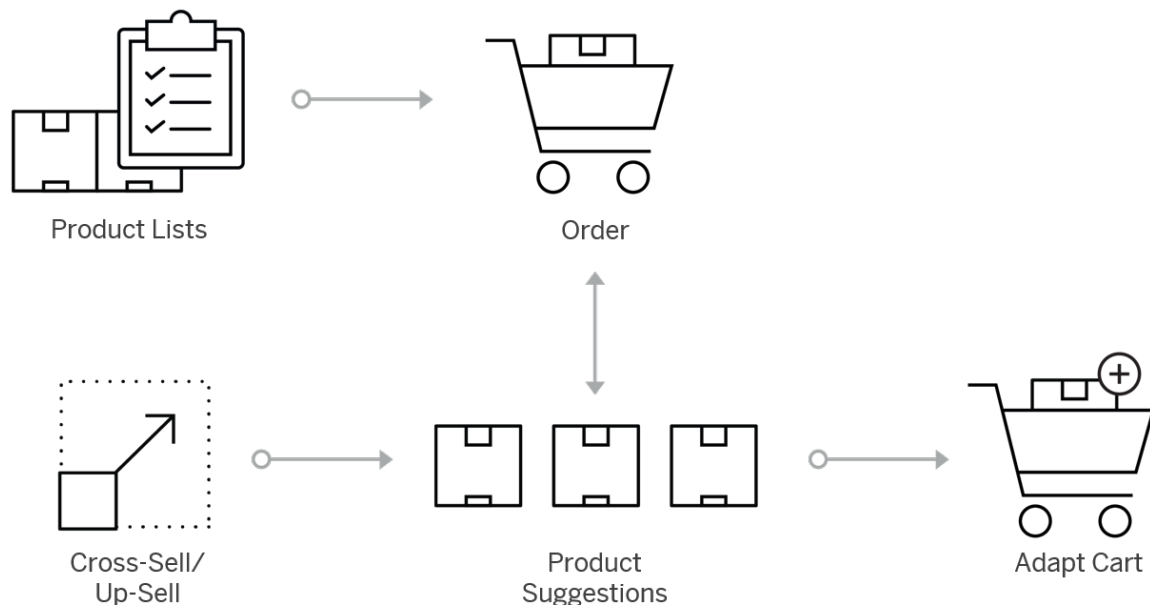 Product Lists
Order
Cross-Sell/
Up-Sell
Product
Suggestions
Adapt Cart